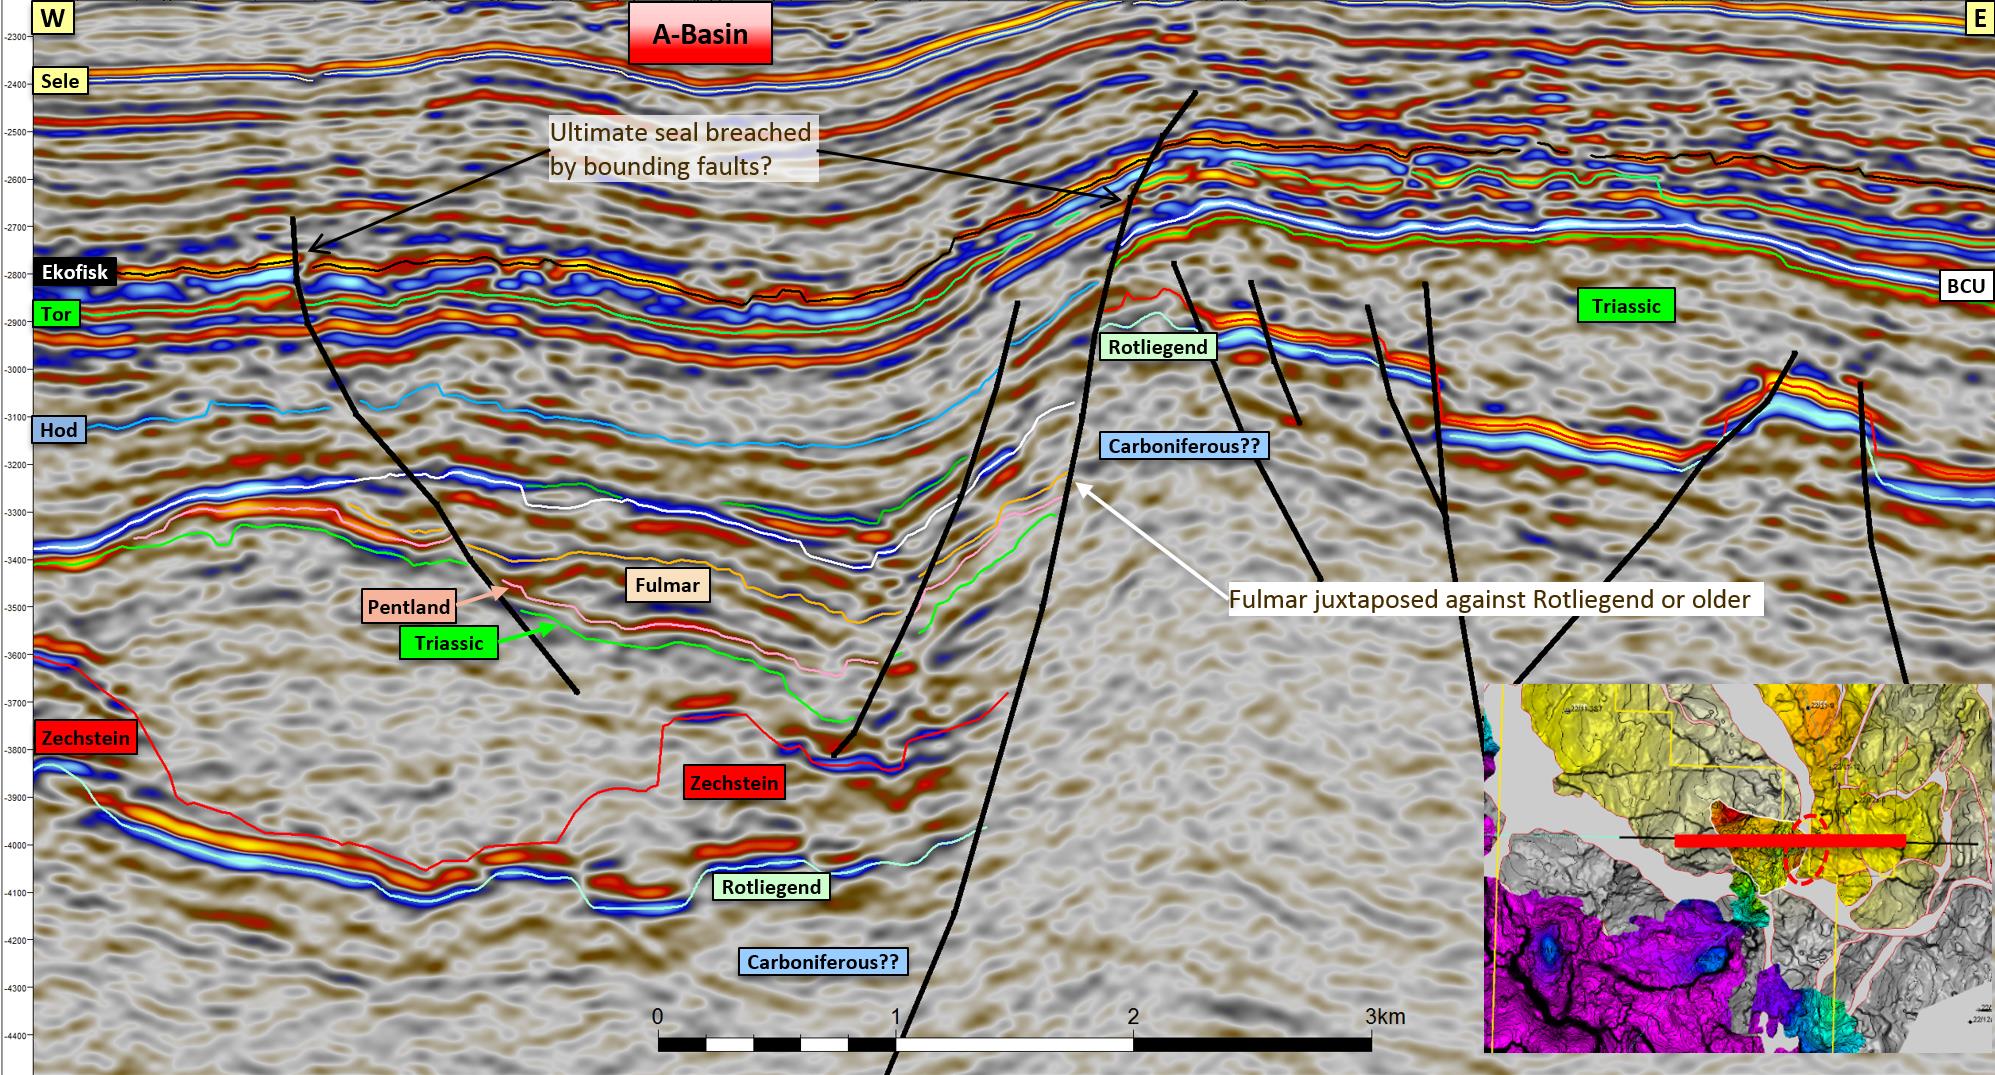 W
A-Basin
E
-2300
Sele
-2400
-2500
Ultimate seal breached
by bounding faults?
-2600
-2700
Ekofisk
-2800
BCU
Tor
Triassic
-2900
Rotliegend
-3000
-3100
Hod
Carboniferous??
-3200
-3300
-3400
Fulmar
Pentland
Fulmar juxtaposed against Rotliegend or older
-3500
Triassic
-3600
-3700
Zechstein
Zechstein
-3800
-3900
-4000
Rotliegend
-4100
Carboniferous??
-4200
-4300
0 1 2 3km
-4400